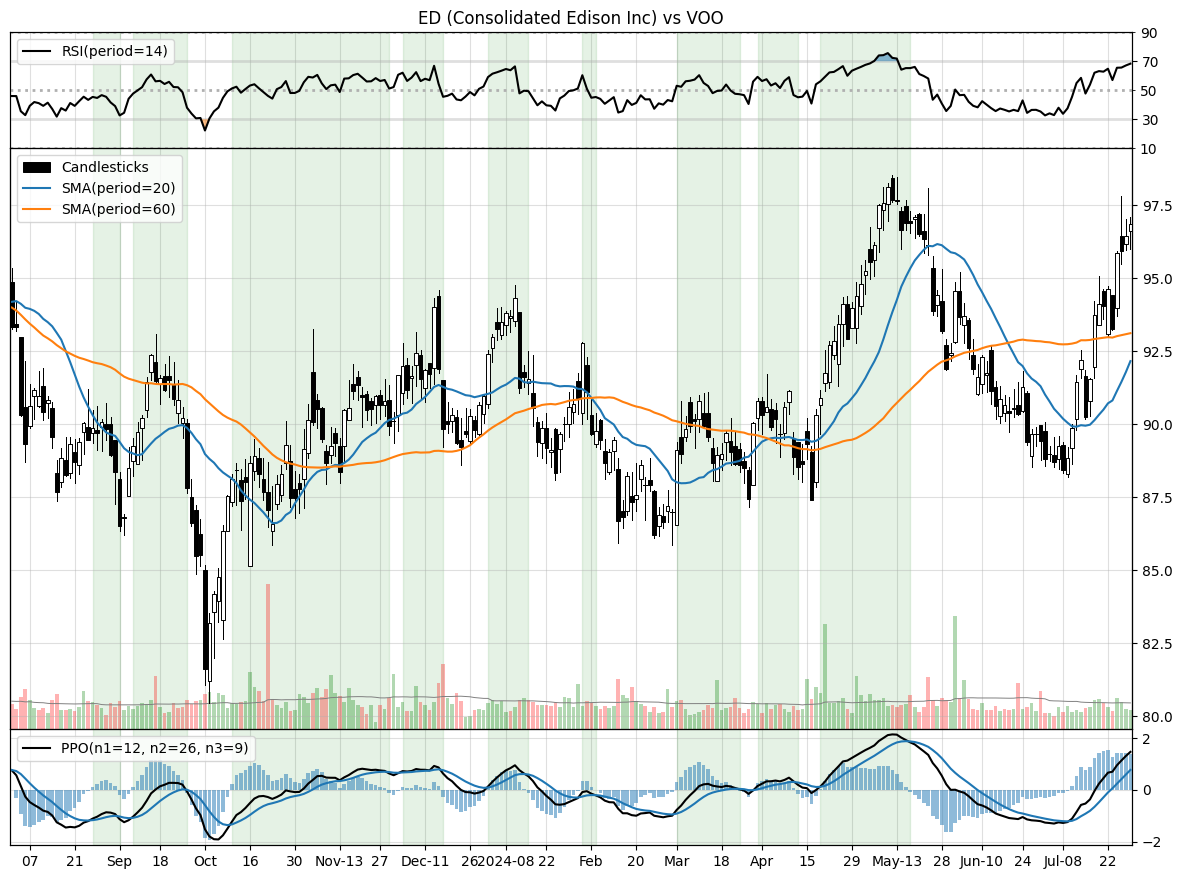 ED (Consolidated Edison Inc) vs VOO
RSI(period=14)
90
70
50
30
10
Candlesticks
SMA(period=20)
SMA(period=60)
97.5
95.0
92.5
90.0
87.5
85.0
82.5
80.0
PPO(n1=12, n2=26, n3=9)
2
0
−2
07 21 Sep 18 Oct 16 30 Nov-13 27 Dec-11 26 2024-08 22 Feb 20 Mar 18 Apr 15 29 May-13 28 Jun-10 24 Jul-08 22